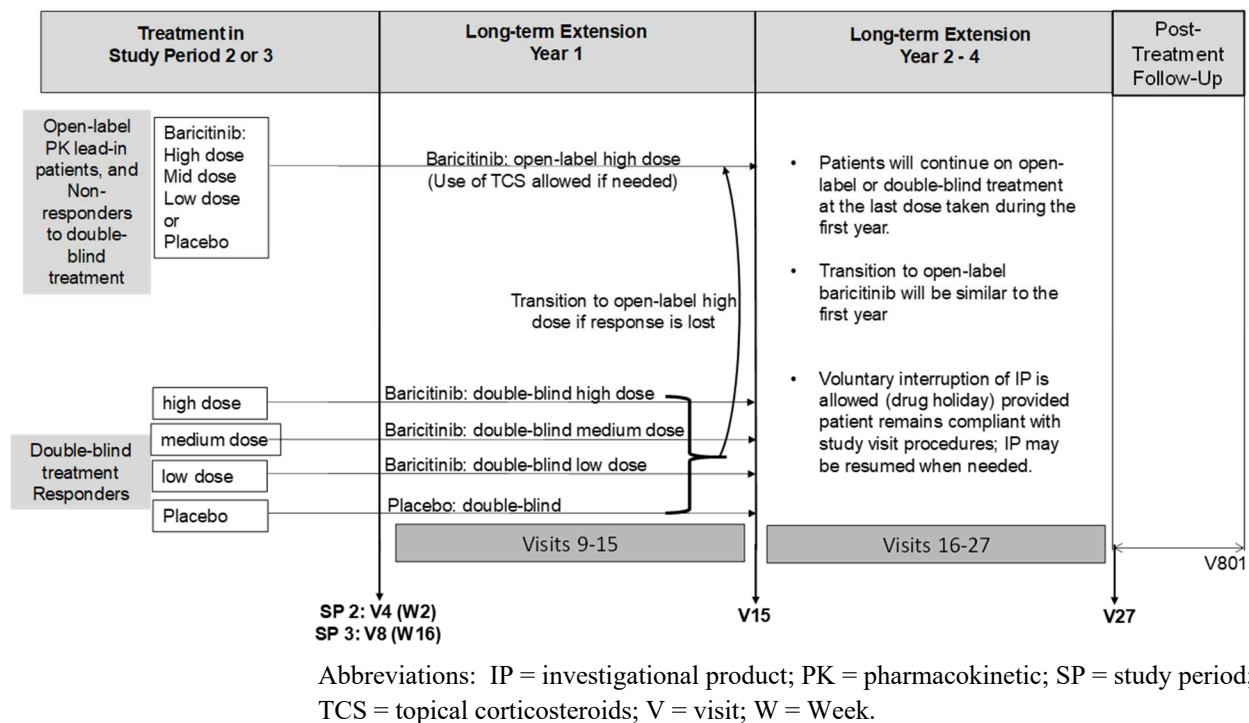 Treatment in
Study Period 2 or 3
Long-term Extension
Year 1
Long-term Extension
Year 2 - 4
Post-
Treatment
Follow-Up
Open-label
PK lead-in
patients, and
Non-
responders
to double-
blind
treatment
Baricitinib:
High dose
Mid dose
Low dose
or
Placebo
Baricitinib: open-label high dose
(Use of TCS allowed if needed)
Transition to open-label high
dose if response is lost
• Patients will continue on open-
label or double-blind treatment
at the last dose taken during the
first year.
• Transition to open-label
baricitinib will be similar to the
first year
• Voluntary interruption of IP is
allowed (drug holiday) provided
patient remains compliant with
study visit procedures; IP may
be resumed when needed.
Double-blind
treatment
Responders
high dose
Baricitinib: double-blind high dose
medium dose
Baricitinib: double-blind medium dose
low dose
Baricitinib: double-blind low dose
Placebo
Placebo: double-blind
Visits 9-15
Visits 16-27
V801
SP 2: V4 (W2)
SP 3: V8 (W16)
V15
V27
Abbreviations: IP = investigational product; PK = pharmacokinetic; SP = study period;
TCS = topical corticosteroids; V = visit; W = Week.